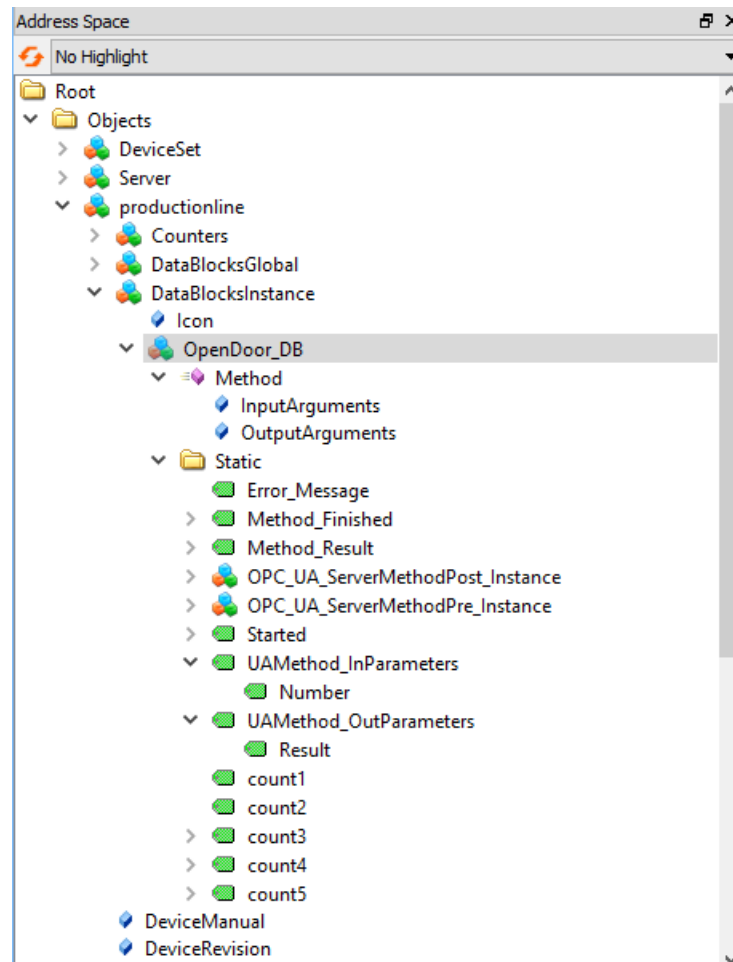 Address Space
No Highlight
Root
Objects
DeviceSet
Server
productionline
Counters
DataBlocksGlobal
DataBlocksInstance
Icon
OpenDoor_DB
Method
InputArguments
OutputArguments
Static
Error_Message
Method_Finished
Method_Result
OPC_UA_ServerMethodPost_Instance
OPC_UA_ServerMethodPre_Instance
Started
UAMethod_InParameters
Number
UAMethod_OutParameters
Result
count1
count2
count3
count4
count5
DeviceManual
DeviceRevision